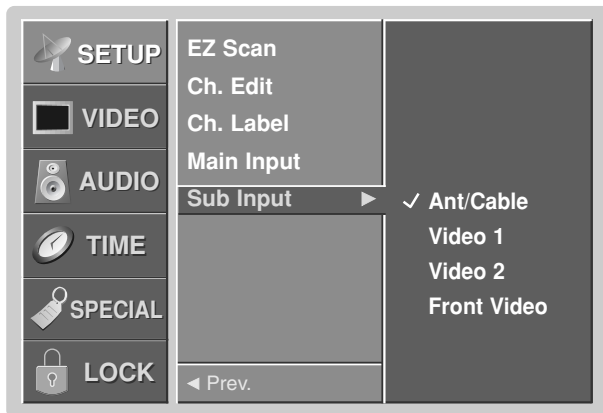 SETUP
VIDEO
AUDIO
TIME
SPECIAL
LOCK
EZ Scan
Ch. Edit
Ch. Label
Main Input
Sub Input ►
◄ Prev.
✓ Ant/Cable
Video 1
Video 2
Front Video